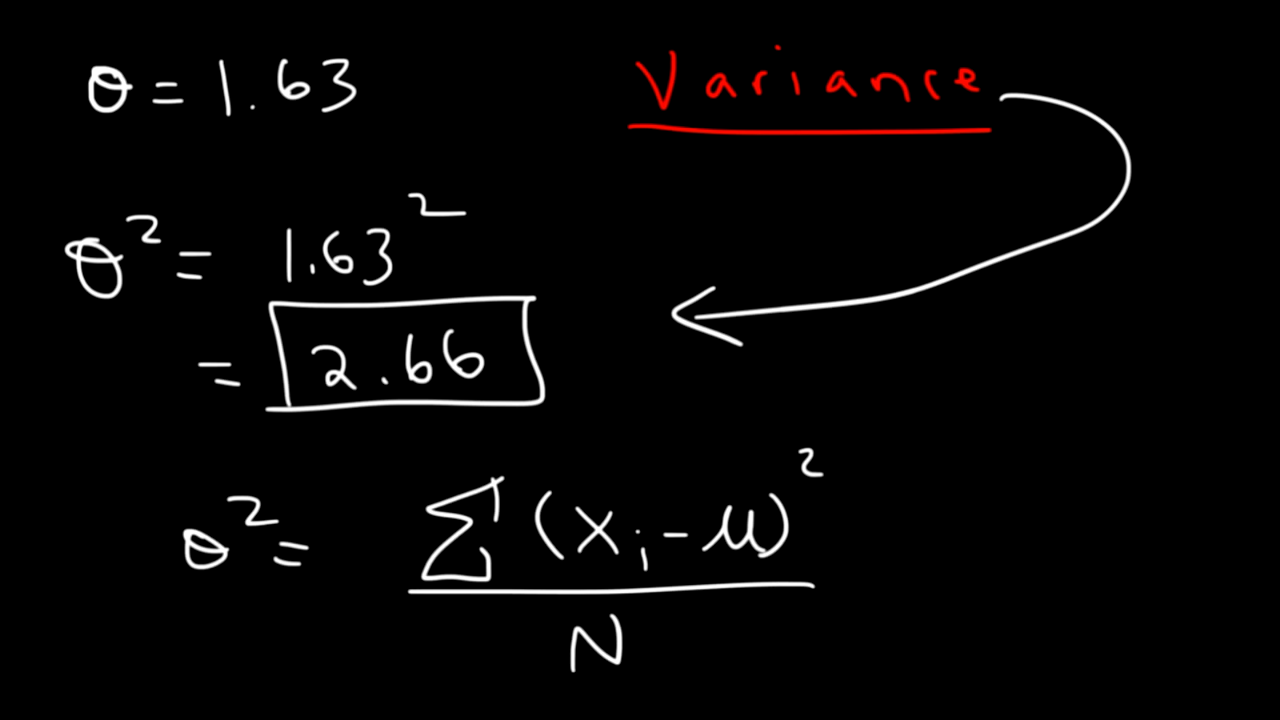 σ = 1.63
Variance
σ² = 1.63²
= 2.66
σ² = Σ(xᵢ - μ)²
N